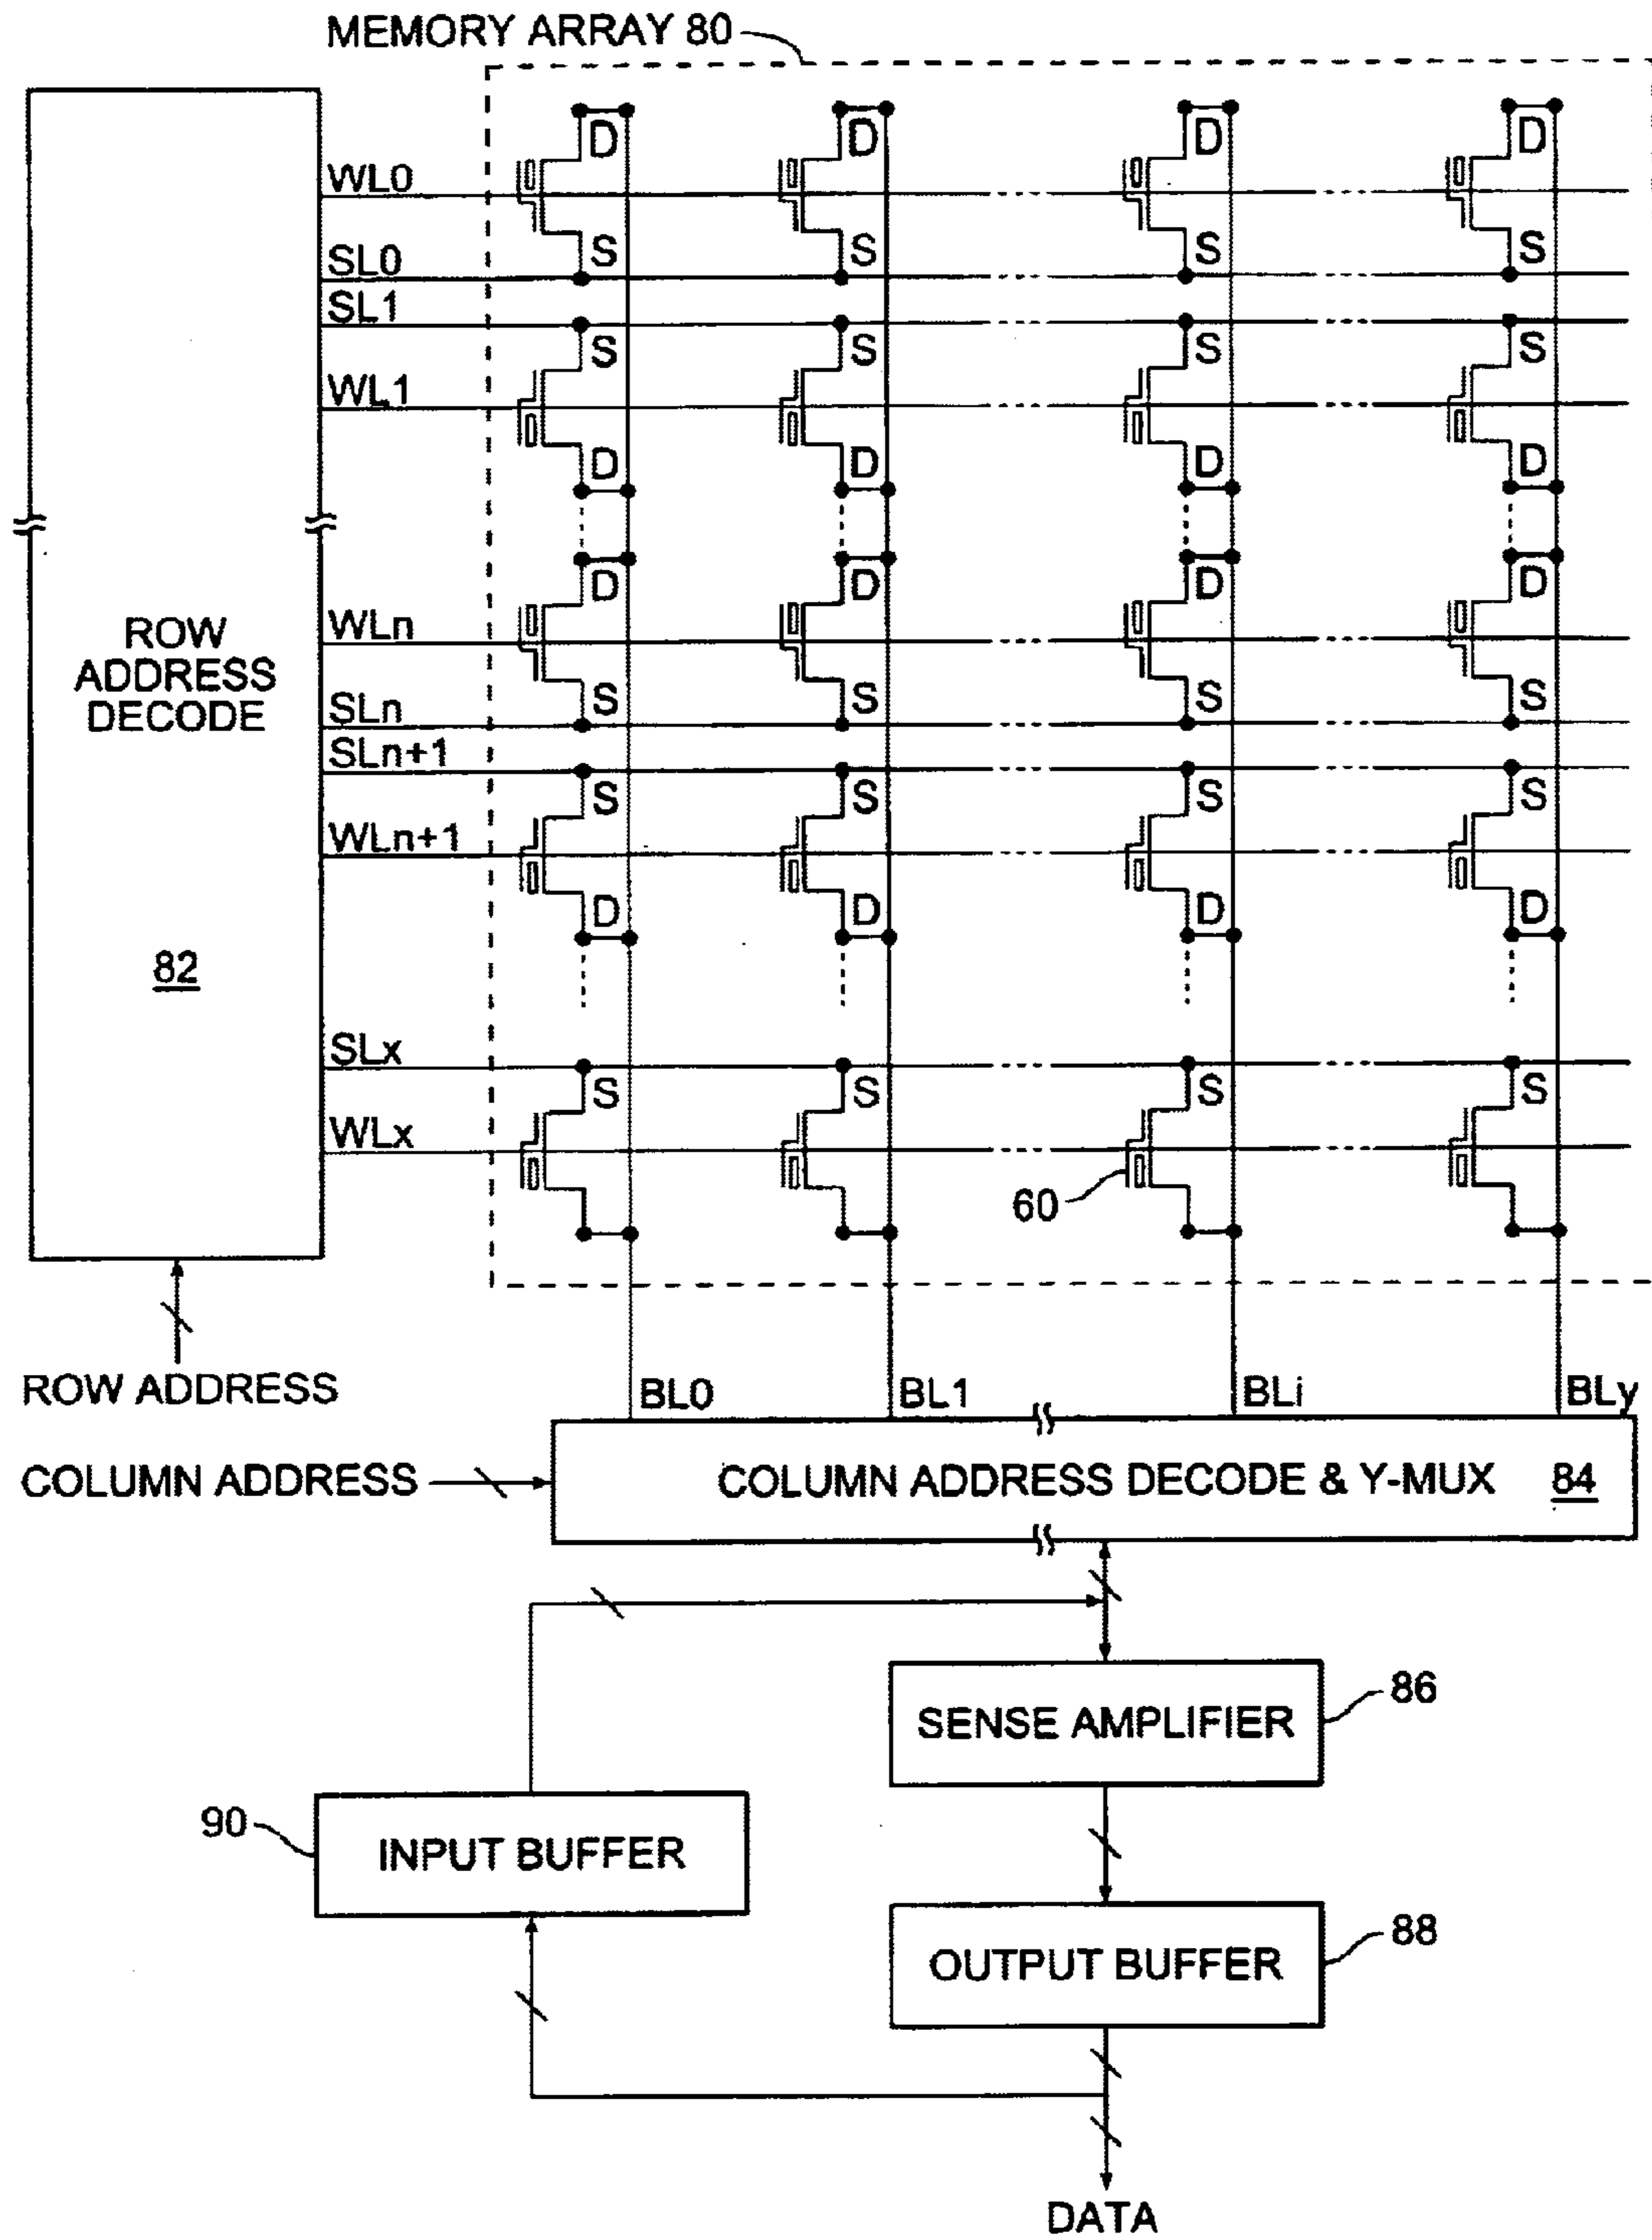 MEMORY ARRAY 80
D D D D
WL0
S S S S
SL0
SL1
S S S S
WL1
D D D D
D D D D
WLn
S S S S
SLn
SLn+1
S S S S
WLn+1
D D D D
ROW
ADDRESS
DECODE
82
SLx
S S S S
WLx
60
ROW ADDRESS
BL0 BL1 BLi BLy
COLUMN ADDRESS
COLUMN ADDRESS DECODE & Y-MUX 84
SENSE AMPLIFIER
86
90
INPUT BUFFER
OUTPUT BUFFER
88
DATA